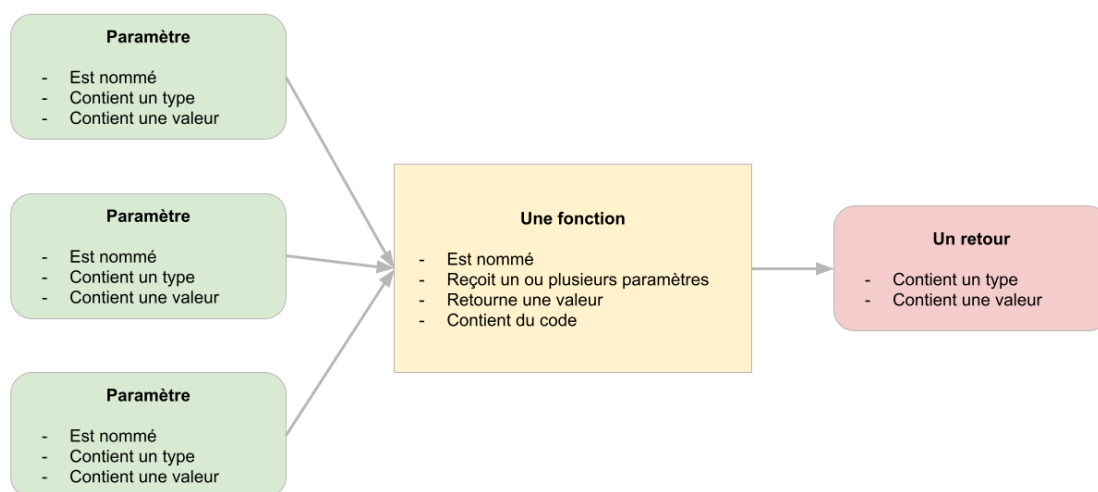 Paramètre
- Est nommé
- Contient un type
- Contient une valeur
Paramètre
- Est nommé
- Contient un type
- Contient une valeur
Paramètre
- Est nommé
- Contient un type
- Contient une valeur
Une fonction
- Est nommé
- Reçoit un ou plusieurs paramètres
- Retourne une valeur
- Contient du code
Un retour
- Contient un type
- Contient une valeur